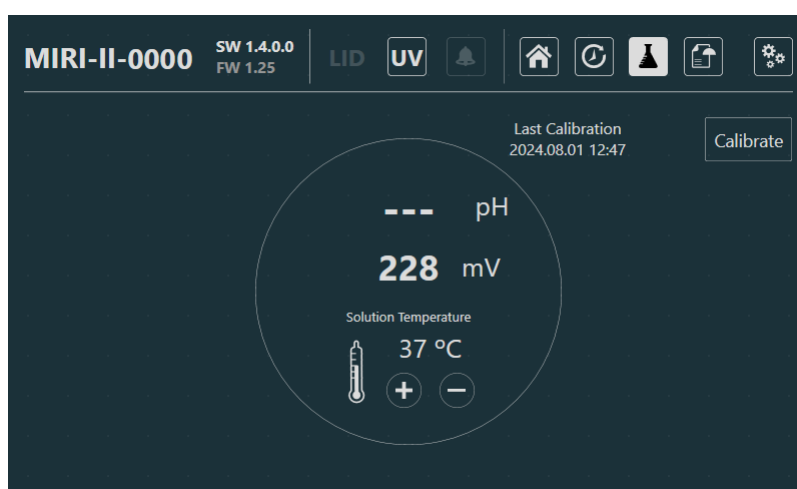 MIRI-II-0000
SW 1.4.0.0
FW 1.25
LID
UV
Last Calibration
2024.08.01 12:47
Calibrate
--- pH
228 mV
Solution Temperature
37 ºC
+ −